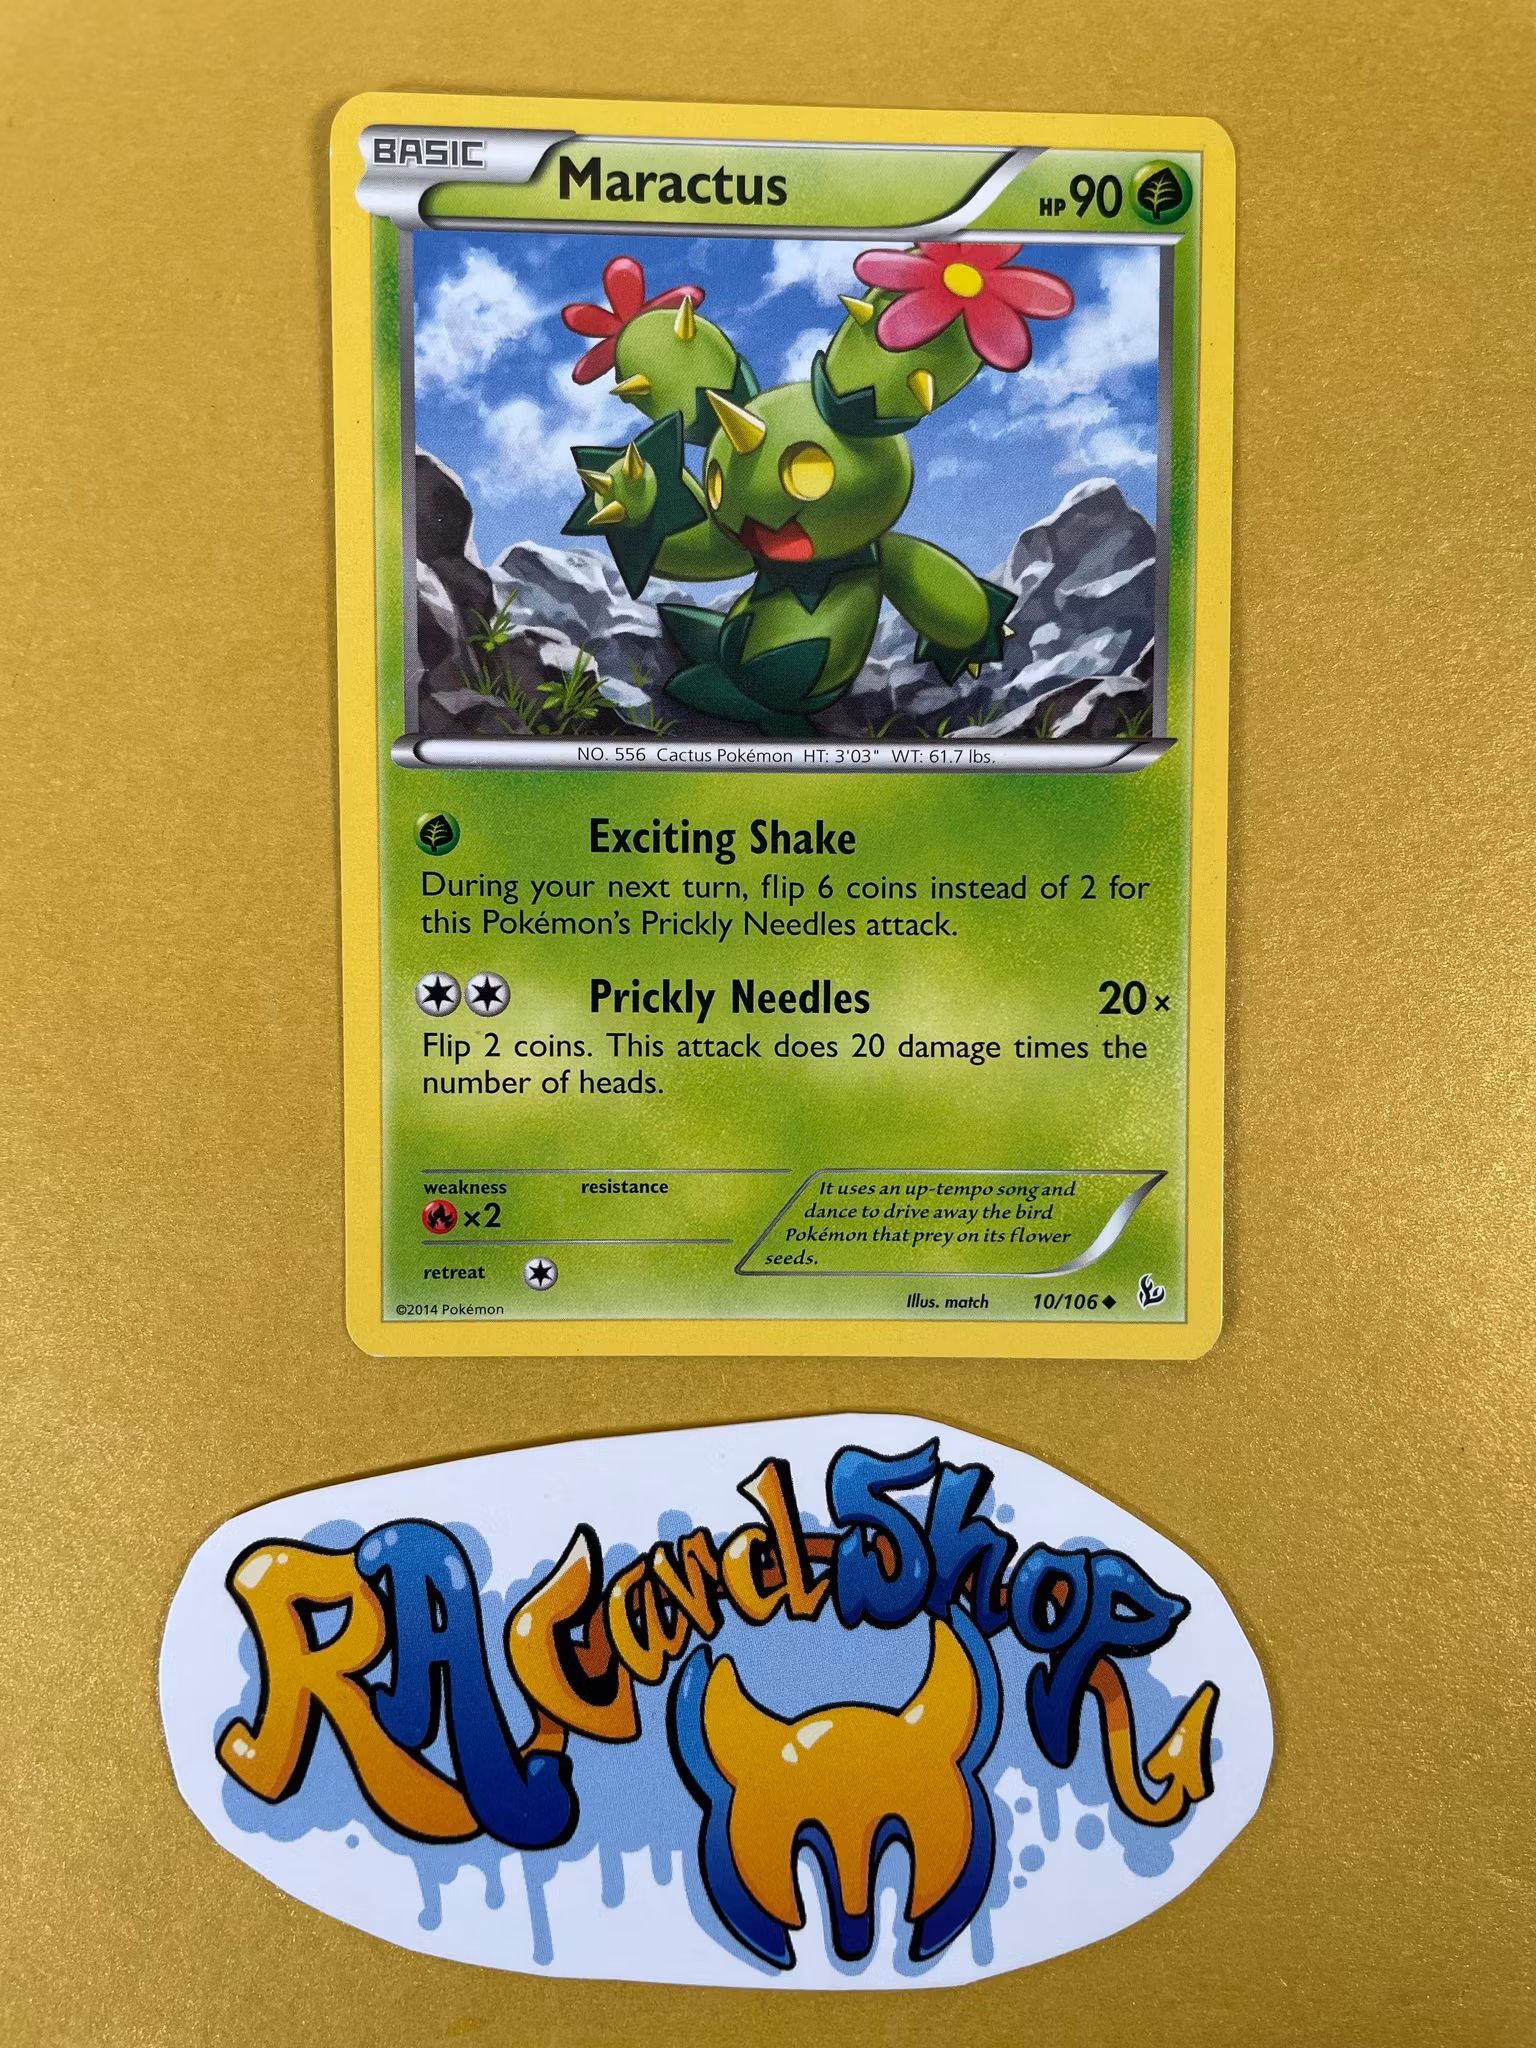 BASIC
Maractus
HP 90
NO. 556 Cactus Pokémon HT: 3'03" WT: 61.7 lbs.
Exciting Shake
During your next turn, flip 6 coins instead of 2 for
this Pokémon's Prickly Needles attack.
Prickly Needles 20×
Flip 2 coins. This attack does 20 damage times the
number of heads.
weakness resistance
×2
retreat
It uses an up-tempo song and
dance to drive away the bird
Pokémon that prey on its flower
seeds.
©2014 Pokémon
Illus. match 10/106
RA CardShop